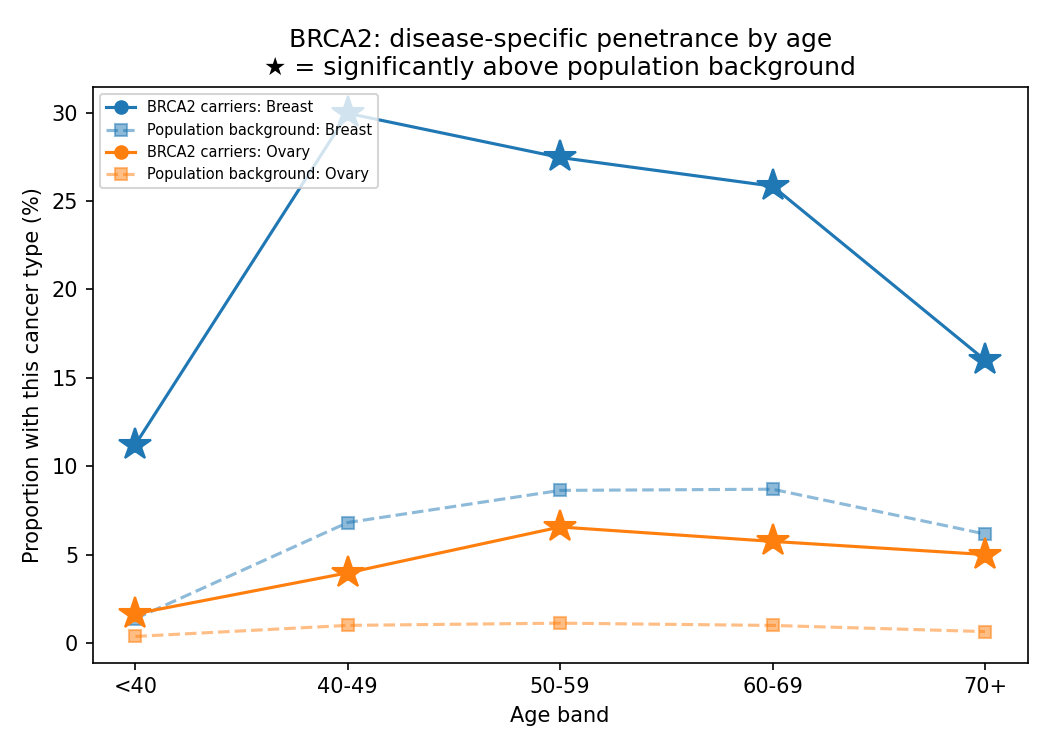 BRCA2: disease-specific penetrance by age
★ = significantly above population background
BRCA2 carriers: Breast
Population background: Breast
BRCA2 carriers: Ovary
Population background: Ovary
Proportion with this cancer type (%)
30
25
20
15
10
5
0
<40 40-49 50-59 60-69 70+
Age band